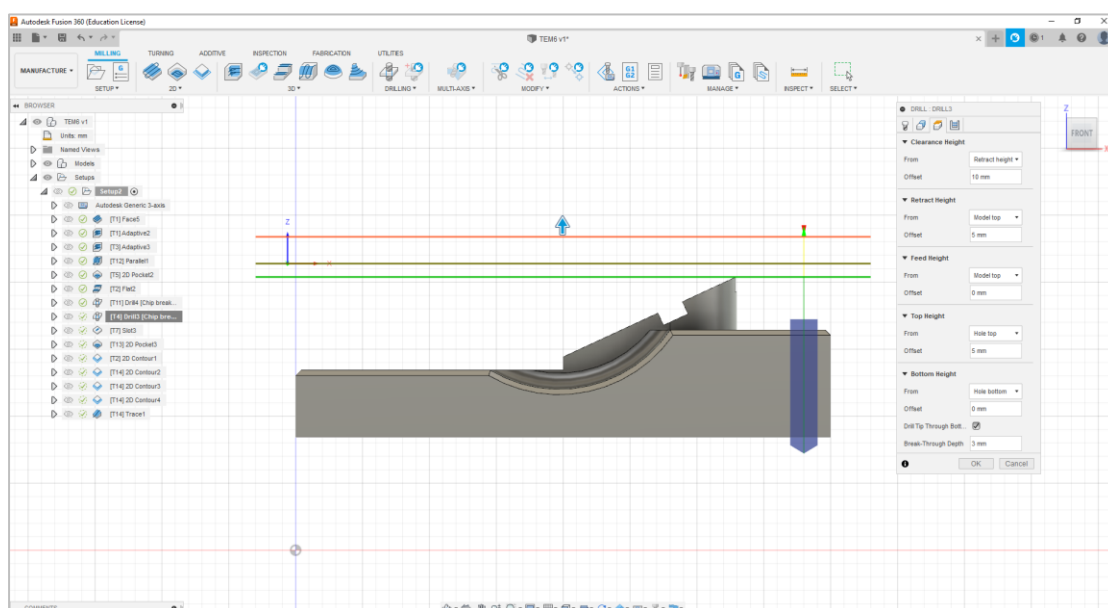 Autodesk Fusion 360 (Education License)
TEM6 v1*
1
MILLING TURNING ADDITIVE INSPECTION FABRICATION UTILITIES
MANUFACTURE
G1
G2
G
SETUP 2D 3D DRILLING MULTI-AXIS MODIFY ACTIONS MANAGE INSPECT SELECT
BROWSER
TEM6 v1
Units: mm
Named Views
Models
Setups
Setup2
Autodesk Generic 3-axis
[T1] Face5
[T1] Adaptive2
[T3] Adaptive3
[T12] Parallel1
[T5] 2D Pocket2
[T2] Flat2
[T11] Drill4 [Chip break...
[T4] Drill3 [Chip bre...
[T7] Slot3
[T13] 2D Pocket3
[T2] 2D Contour1
[T14] 2D Contour2
[T14] 2D Contour3
[T14] 2D Contour4
[T14] Trace1
COMMENTS
Z
X
DRILL : DRILL3
Clearance Height
From Retract height
Offset 10 mm
Retract Height
From Model top
Offset 5 mm
Feed Height
From Model top
Offset 0 mm
Top Height
From Hole top
Offset 5 mm
Bottom Height
From Hole bottom
Offset 0 mm
Drill Tip Through Bott...
Break-Through Depth 3 mm
OK Cancel
Z
FRONT
X